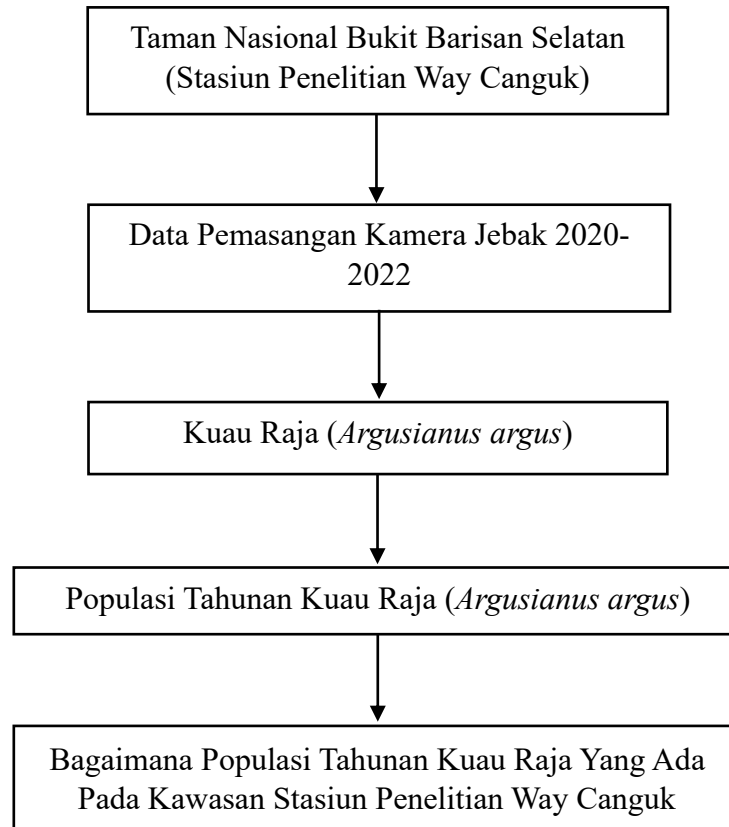 Taman Nasional Bukit Barisan Selatan
(Stasiun Penelitian Way Canguk)
Data Pemasangan Kamera Jebak 2020-
2022
Kuau Raja (Argusianus argus)
Populasi Tahunan Kuau Raja (Argusianus argus)
Bagaimana Populasi Tahunan Kuau Raja Yang Ada
Pada Kawasan Stasiun Penelitian Way Canguk